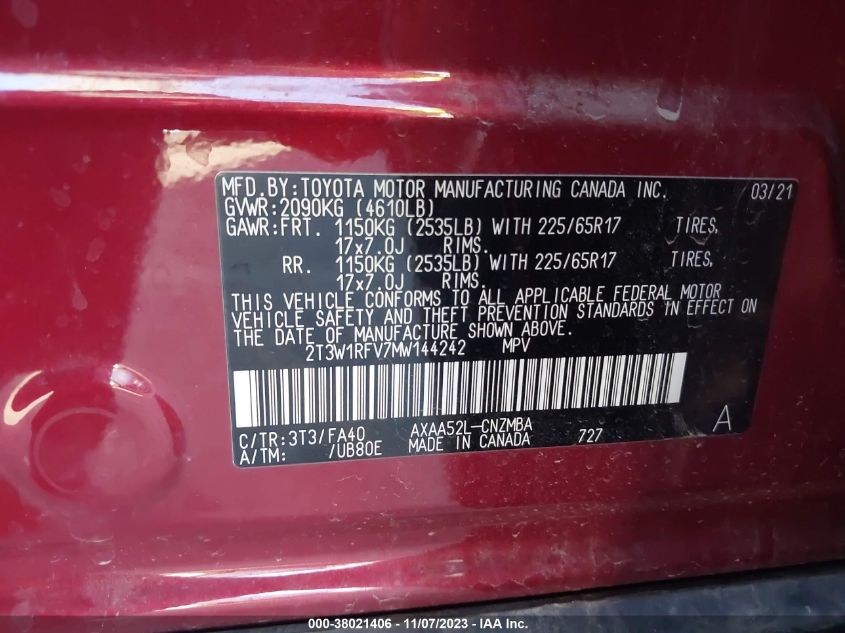 MFD.BY:TOYOTA MOTOR MANUFACTURING CANADA INC. 03/21
GVWR:2090KG (4610LB)
GAWR:FRT. 1150KG (2535LB) WITH 225/65R17 TIRES,
17x7.0J RIMS.
RR. 1150KG (2535LB) WITH 225/65R17 TIRES,
17x7.0J RIMS.
THIS VEHICLE CONFORMS TO ALL APPLICABLE FEDERAL MOTOR
VEHICLE SAFETY AND THEFT PREVENTION STANDARDS IN EFFECT ON
THE DATE OF MANUFACTURE SHOWN ABOVE.
2T3W1RFV7MW144242 MPV
C/TR:3T3/FA40 AXAA52L-CNZMBA A
A/TM: /UB80E MADE IN CANADA 727
000-38021406 - 11/07/2023 - IAAI.com